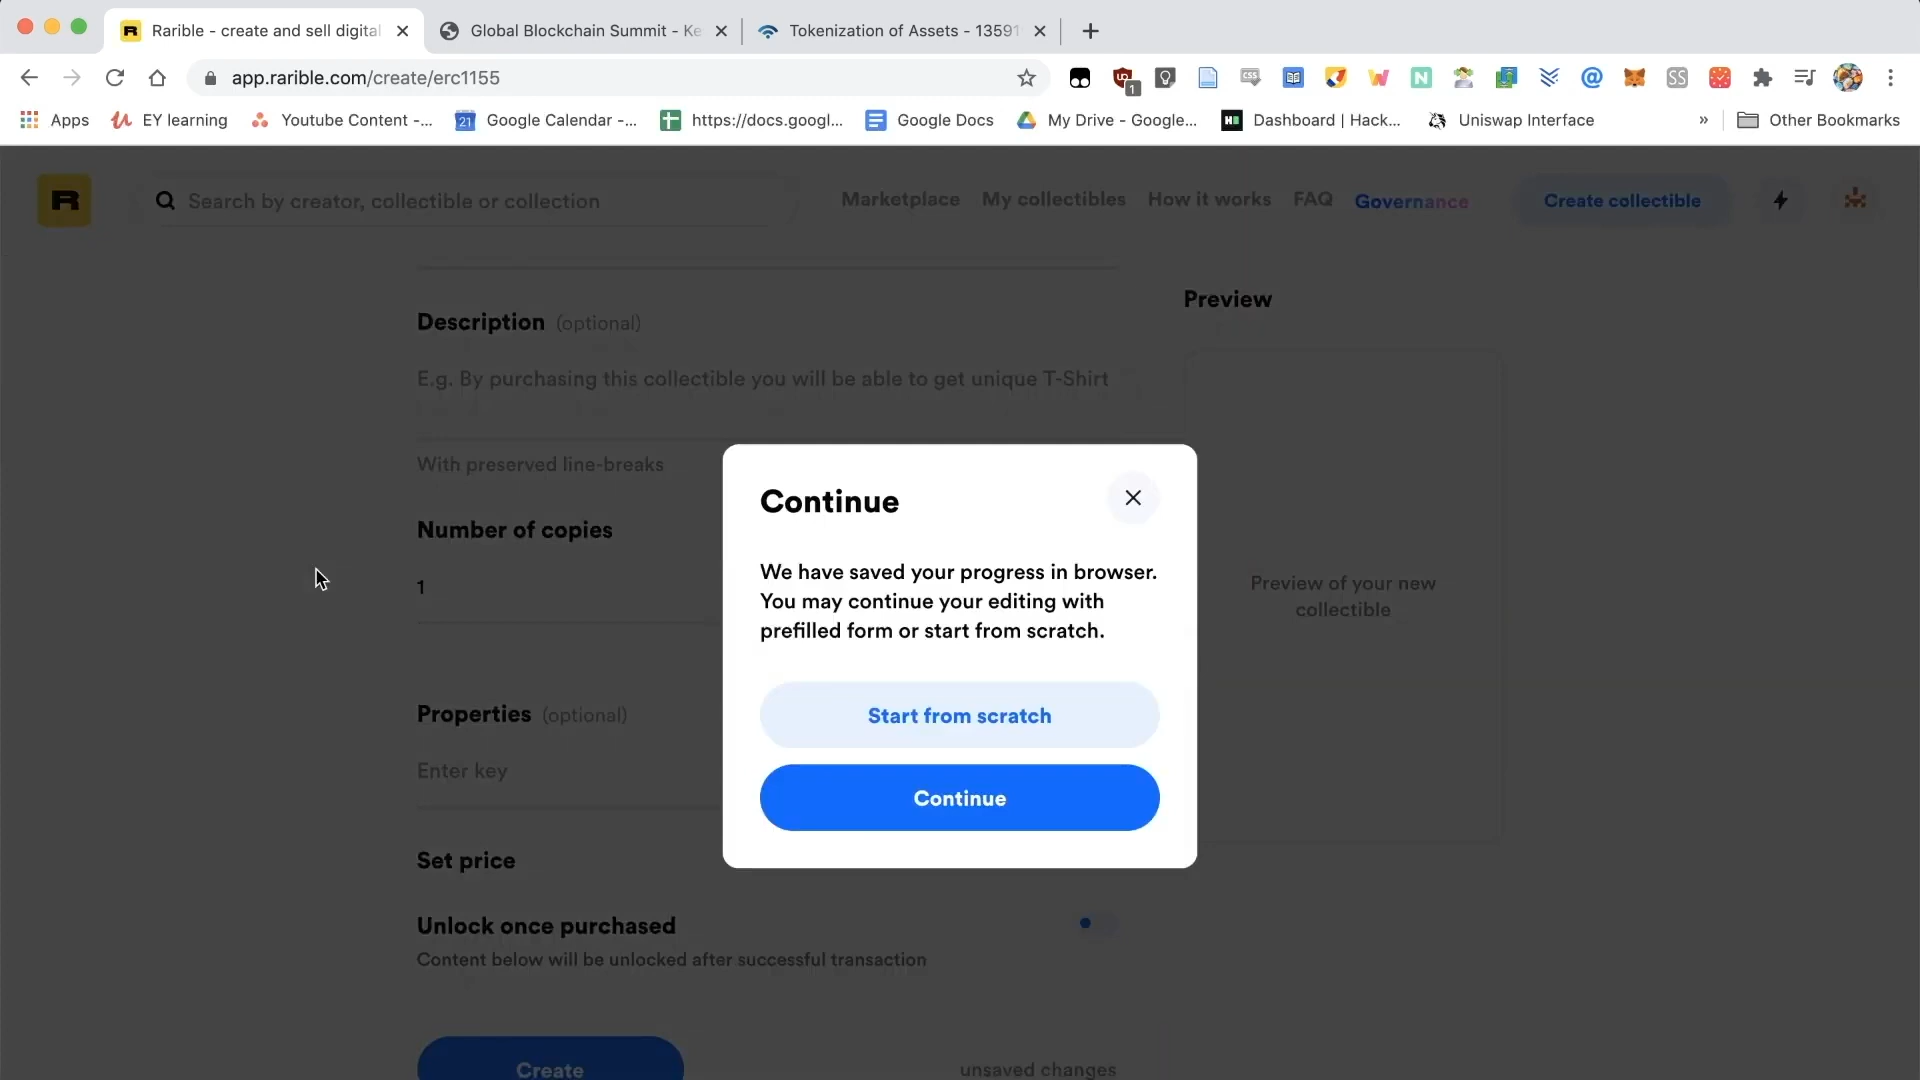 Rarible - create and sell digital
Global Blockchain Summit - Ke
Tokenization of Assets - 13591
app.rarible.com/create/erc1155
1
Apps
EY learning
Youtube Content -...
21
Google Calendar -...
https://docs.googl...
Google Docs
My Drive - Google...
Dashboard | Hack...
Uniswap Interface
»
Other Bookmarks
R
Search by creator, collectible or collection
Marketplace
My collectibles
How it works
FAQ
Governance
Create collectible
Preview
Description (optional)
E.g. By purchasing this collectible you will be able to get unique T-Shirt
With preserved line-breaks
Number of copies
1
Continue
We have saved your progress in browser.
You may continue your editing with
prefilled form or start from scratch.
Start from scratch
Continue
Preview of your new
collectible
Properties (optional)
Enter key
Set price
Unlock once purchased
Content below will be unlocked after successful transaction
Create
unsaved changes